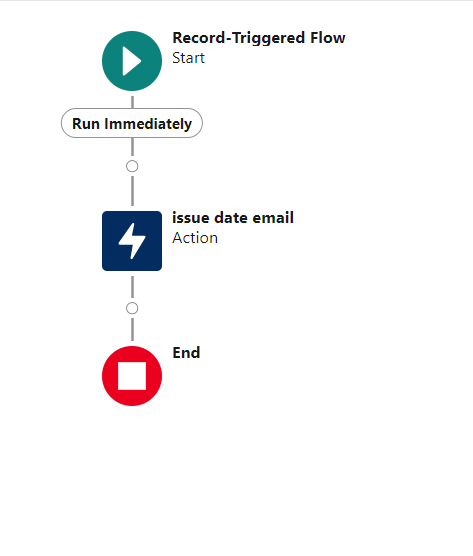 Record-Triggered Flow
Start
Run Immediately
issue date email
Action
End